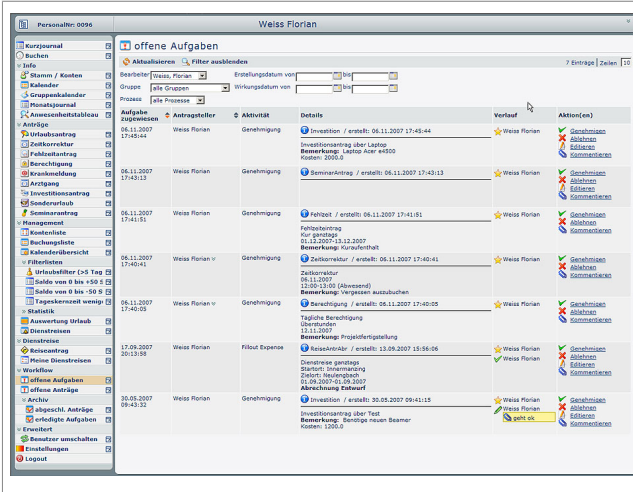 PersonalNr: 0096
Weiss Florian
Kurzjournal
Buchen
Info
Stamm / Konten
Kalender
Gruppenkalender
Monatsjournal
Anwesenheitstableau
Anträge
Urlaubsantrag
Zeitkorrektur
Fehlzeitantrag
Berechtigung
Krankmeldung
Arztgang
Investitionsantrag
Sonderurlaub
Seminarantrag
Management
Kontenliste
Buchungsliste
Kalenderübersicht
Filterlisten
Urlaubsfilter (>5 Tag
Saldo von 0 bis +50 S
Saldo von 0 bis -50 S
Tageskernzeit wenig
Statistik
Auswertung Urlaub
Dienstreisen
Dienstreise
Reiseantrag
Meine Dienstreisen
Workflow
offene Aufgaben
offene Anträge
Archiv
abgeschl. Anträge
erledigte Aufgaben
Erweitert
Benutzer umschalten
Einstellungen
Logout
offene Aufgaben
Aktualisieren Filter ausblenden
7 Einträge Zeilen 10
Bearbeiter Weiss, Florian Erstellungsdatum von bis
Gruppe alle Gruppen Wirkungsdatum von bis
Prozess alle Prozesse
Aufgabe zugewiesen Antragsteller Aktivität Details Verlauf Aktion(en)
06.11.2007 17:45:44 Weiss Florian Genehmigung
Investition / erstellt: 06.11.2007 17:45:44
Investitionsantrag über Laptop
Bemerkung: Laptop Acer e4500
Kosten: 2000.0
Weiss Florian
Genehmigen
Ablehnen
Editieren
Kommentieren
06.11.2007 17:43:13 Weiss Florian Genehmigung
SeminarAntrag / erstellt: 06.11.2007 17:43:13
Weiss Florian
Genehmigen
Ablehnen
Editieren
Kommentieren
06.11.2007 17:41:51 Weiss Florian Genehmigung
Fehlzeit / erstellt: 06.11.2007 17:41:51
Fehlzeiteintrag
Kur ganztags
01.12.2007-13.12.2007
Bemerkung: Kuraufenthalt
Weiss Florian
Genehmigen
Ablehnen
Editieren
Kommentieren
06.11.2007 17:40:41 Weiss Florian Genehmigung
Zeitkorrektur / erstellt: 06.11.2007 17:40:41
Zeitkorrektur
06.11.2007
12:00-13:00 (Abwesend)
Bemerkung: Vergessen auszubuchen
Weiss Florian
Genehmigen
Ablehnen
Kommentieren
06.11.2007 17:40:05 Weiss Florian Genehmigung
Berechtigung / erstellt: 06.11.2007 17:40:05
Tägliche Berechtigung
Überstunden
12.11.2007
Bemerkung: Projektfertigstellung
Weiss Florian
Genehmigen
Ablehnen
Kommentieren
17.09.2007 20:13:58 Weiss Florian Fillout Expense
ReiseAntrAbr / erstellt: 13.09.2007 15:56:06
Dienstreise ganztags
Startort: Innermanzing
Zielort: Neulengbach
01.09.2007-01.09.2007
Abrechnung Entwurf
Weiss Florian
Weiss Florian
Genehmigen
Ablehnen
Editieren
Kommentieren
30.05.2007 09:43:32 Weiss Florian Genehmigung
Investition / erstellt: 30.05.2007 09:41:15
Investitionsantrag über Test
Bemerkung: Benötige neuen Beamer
Kosten: 1200.0
Weiss Florian
Weiss Florian
geht ok
Genehmigen
Ablehnen
Editieren
Kommentieren